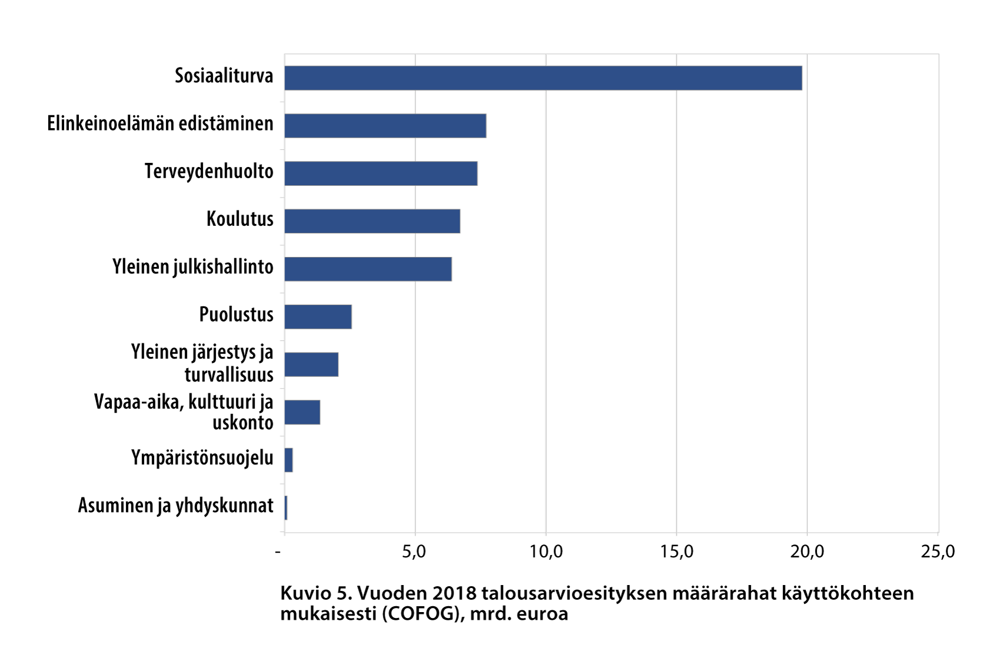 Sosiaaliturva
Elinkeinoelämän edistäminen
Terveydenhuolto
Koulutus
Yleinen julkishallinto
Puolustus
Yleinen järjestys ja
turvallisuus
Vapaa-aika, kulttuuri ja
uskonto
Ympäristönsuojelu
Asuminen ja yhdyskunnat
- 5,0 10,0 15,0 20,0 25,0
Kuvio 5. Vuoden 2018 talousarvioesityksen määrärahat käyttökohteen
mukaisesti (COFOG), mrd. euroa